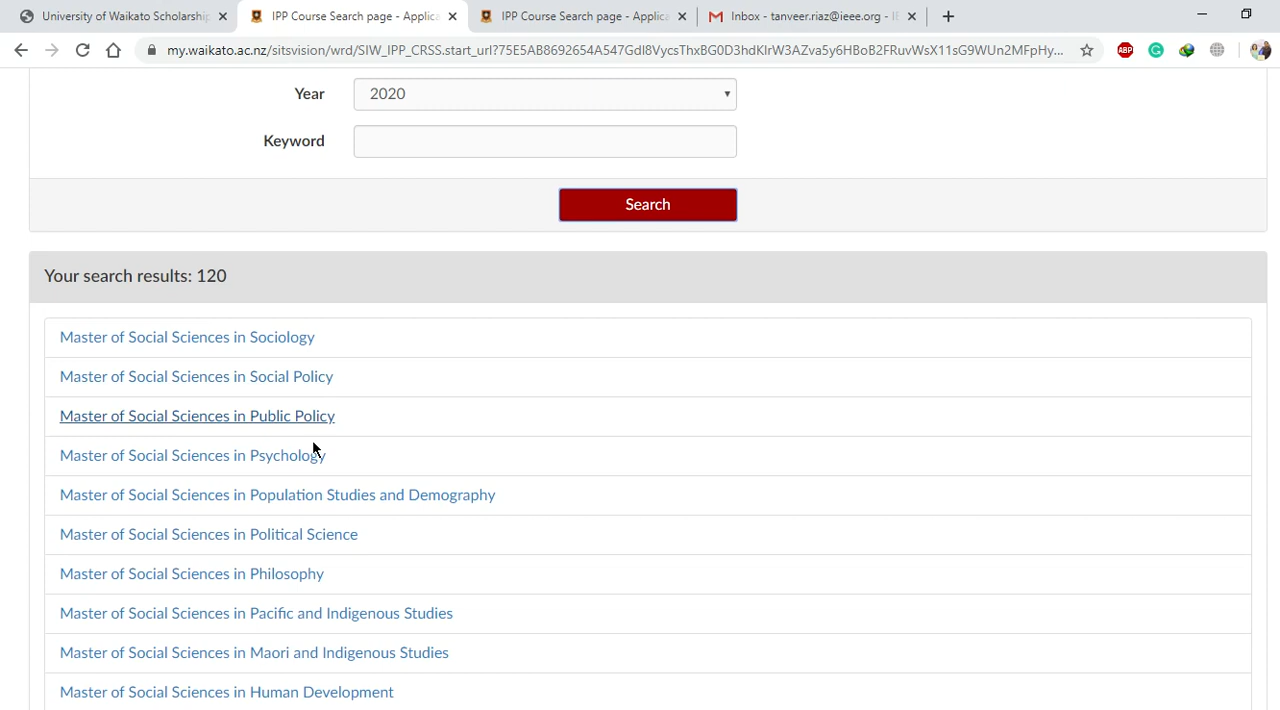 University of Waikato Scholarship
IPP Course Search page - Applica
IPP Course Search page - Applica
Inbox - tanveer.riaz@ieee.org - IE
my.waikato.ac.nz/sitsvision/wrd/SIW_IPP_CRSS.start_url?75E5AB8692654A547GdI8VycsThxBG0D3hdKIrW3AZva5y6HBoB2FRuvWsX11sG9WUn2MFpHy...
ABP
Year
2020
Keyword
Search
Your search results: 120
Master of Social Sciences in Sociology
Master of Social Sciences in Social Policy
Master of Social Sciences in Public Policy
Master of Social Sciences in Psychology
Master of Social Sciences in Population Studies and Demography
Master of Social Sciences in Political Science
Master of Social Sciences in Philosophy
Master of Social Sciences in Pacific and Indigenous Studies
Master of Social Sciences in Maori and Indigenous Studies
Master of Social Sciences in Human Development